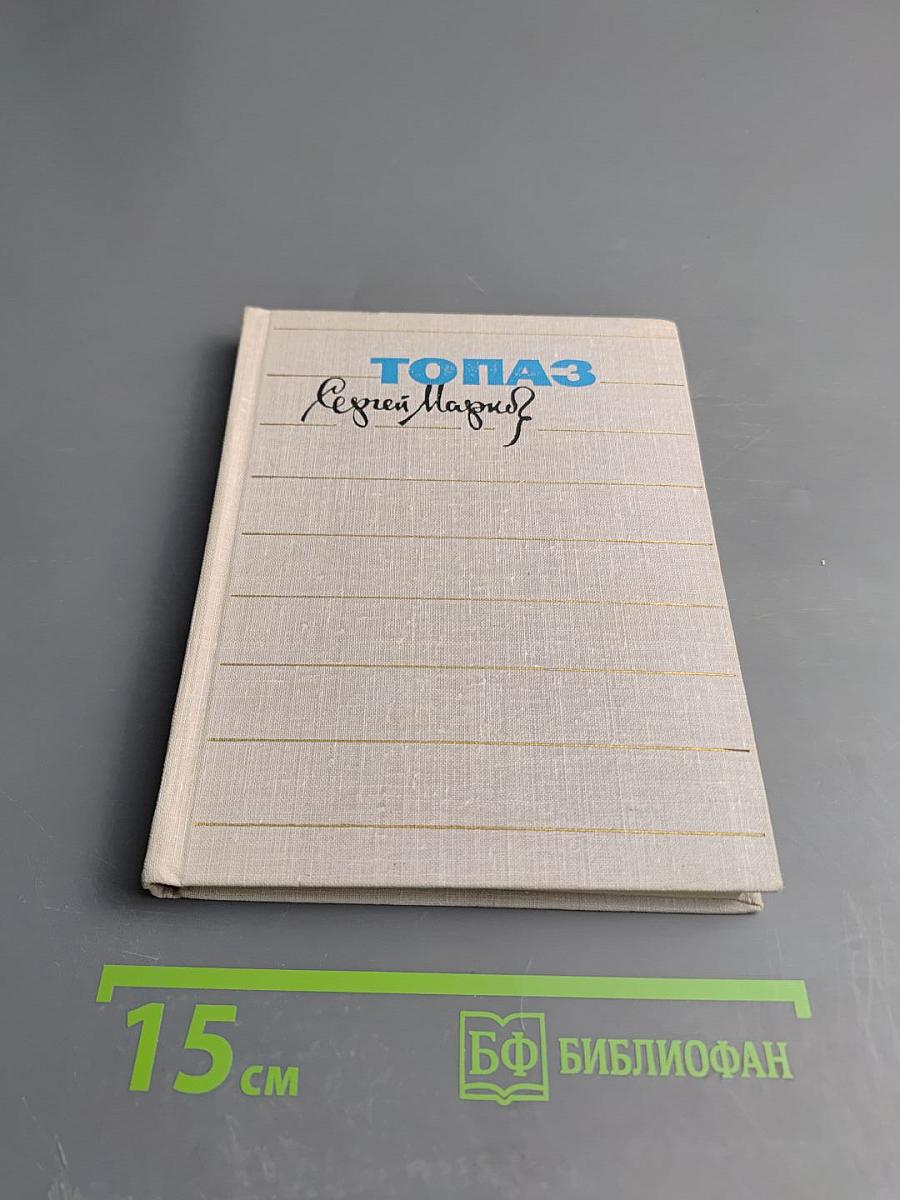 ТОПАЗ
Сергей Марков
15 см
БФ БИБЛИОФАН